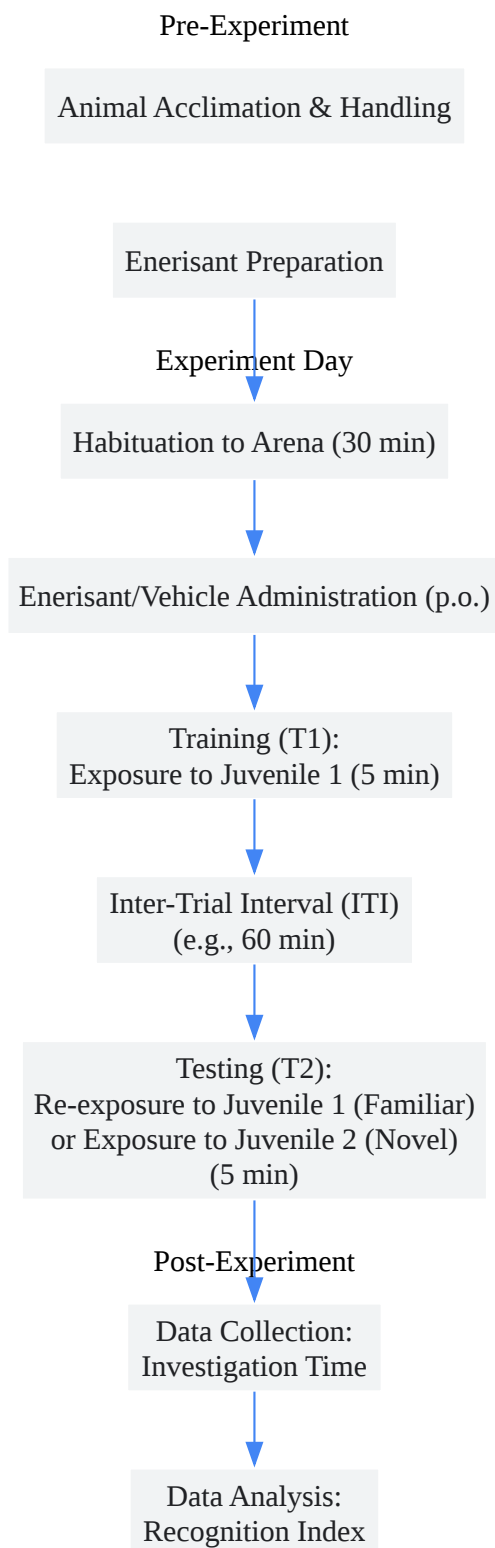 Pre-Experiment
Animal Acclimation & Handling
Enerisant Preparation
Experiment Day
Habituation to Arena (30 min)
Enerisant/Vehicle Administration (p.o.)
Training (T1):
Exposure to Juvenile 1 (5 min)
Inter-Trial Interval (ITI)
(e.g., 60 min)
Testing (T2):
Re-exposure to Juvenile 1 (Familiar)
or Exposure to Juvenile 2 (Novel)
(5 min)
Post-Experiment
Data Collection:
Investigation Time
Data Analysis:
Recognition Index